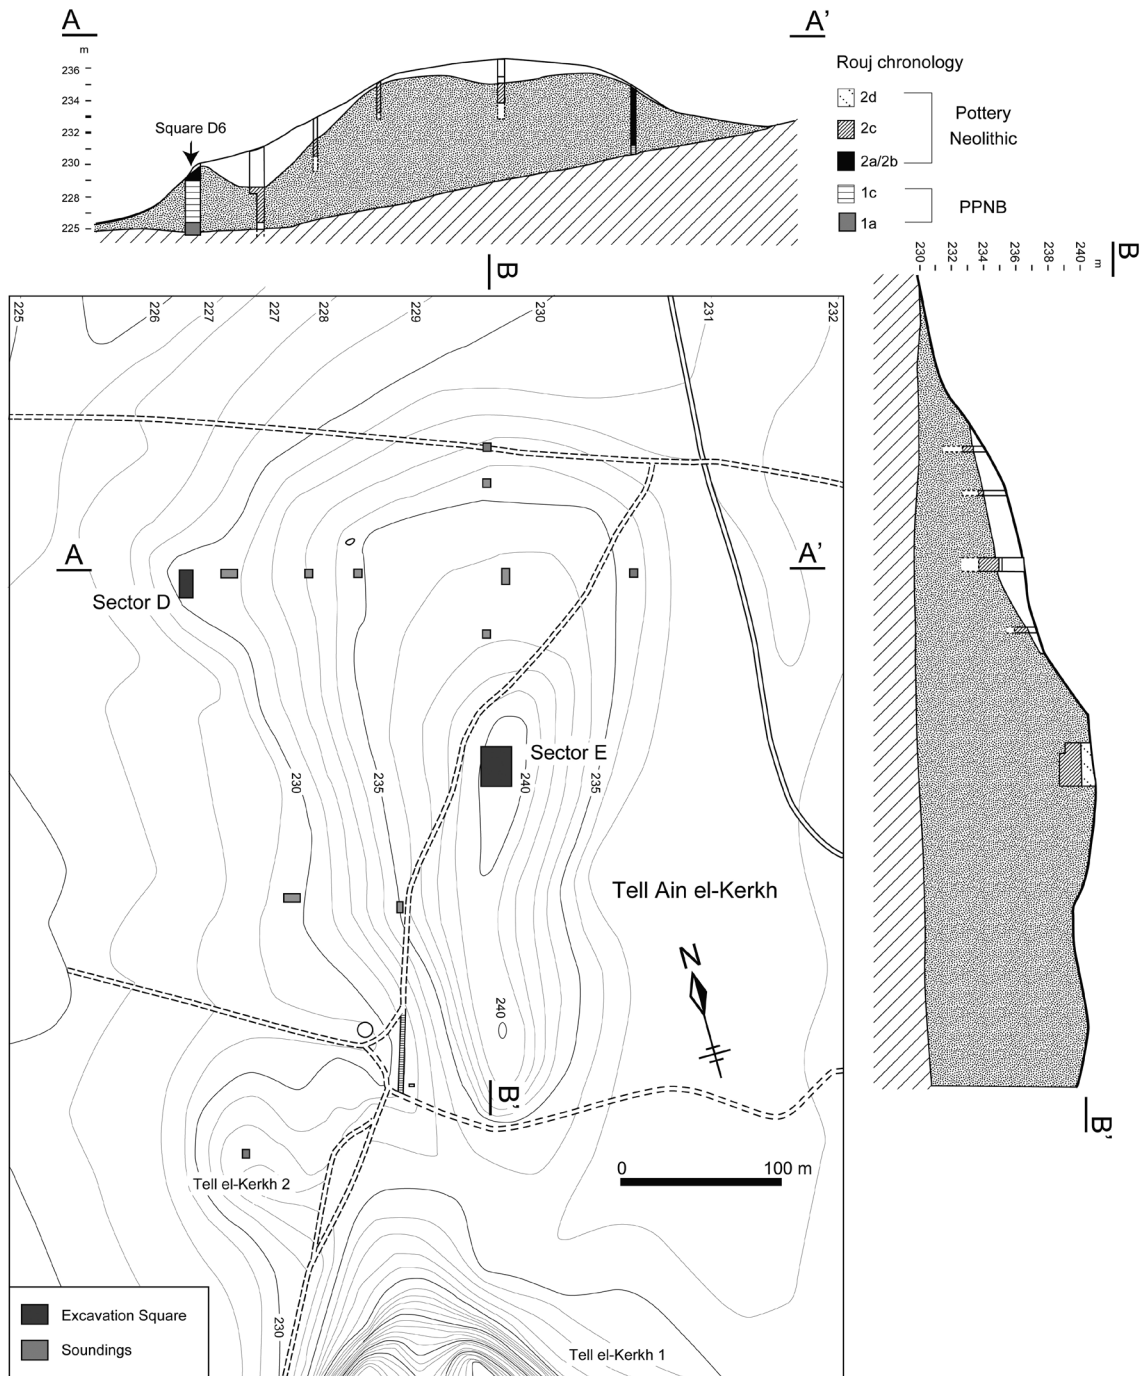 A
A’
m
236
234
232
230
228
225
Square D6
Rouj chronology
2d
2c
2a/2b
1c
1a
Pottery
Neolithic
PPNB
B
230
232
234
236
238
240
m
B
225
226
227
227
228
229
230
231
232
A
A’
Sector D
Sector E
230
235
240
235
Tell Ain el-Kerkh
N
240
B’
B’
0
100 m
Tell el-Kerkh 2
Excavation Square
Soundings
230
Tell el-Kerkh 1